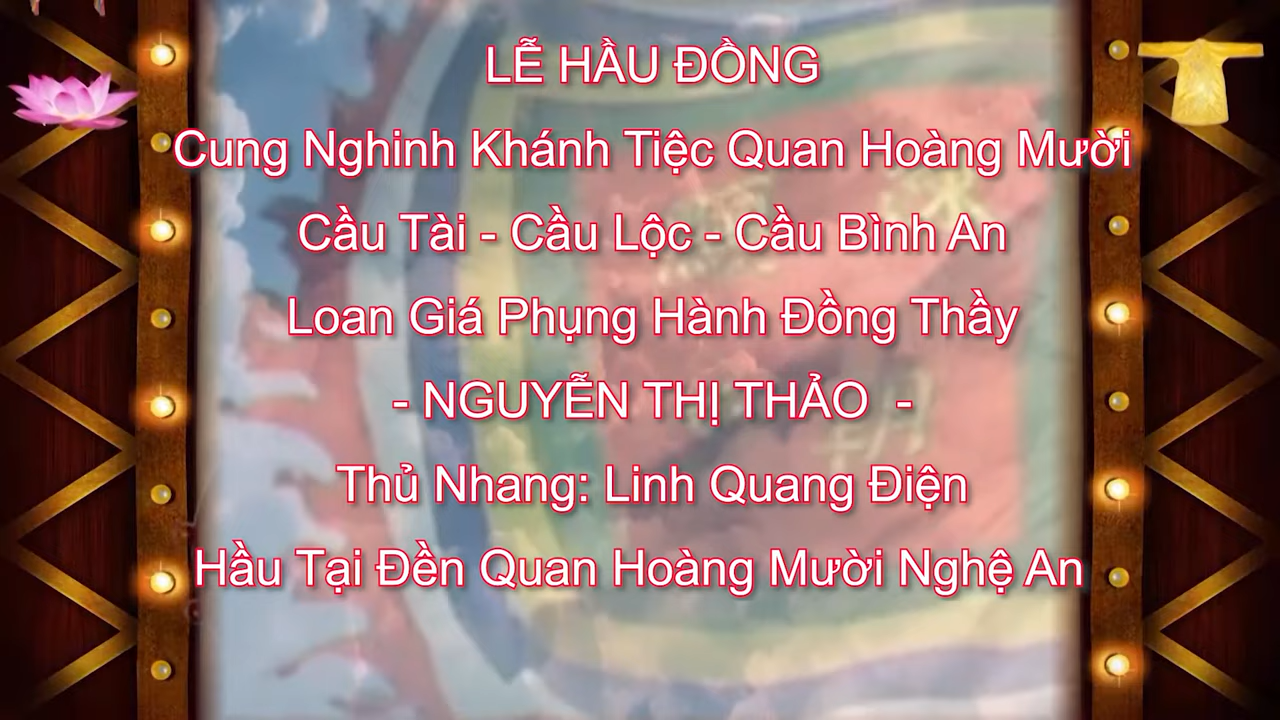 LỄ HẦU ĐỒNG
Cung Nghinh Khánh Tiệc Quan Hoàng Mười
Cầu Tài - Cầu Lộc - Cầu Bình An
Loan Giá Phụng Hành Đồng Thầy
- NGUYỄN THỊ THẢO -
Thủ Nhang: Linh Quang Điện
Hầu Tại Đền Quan Hoàng Mười Nghệ An